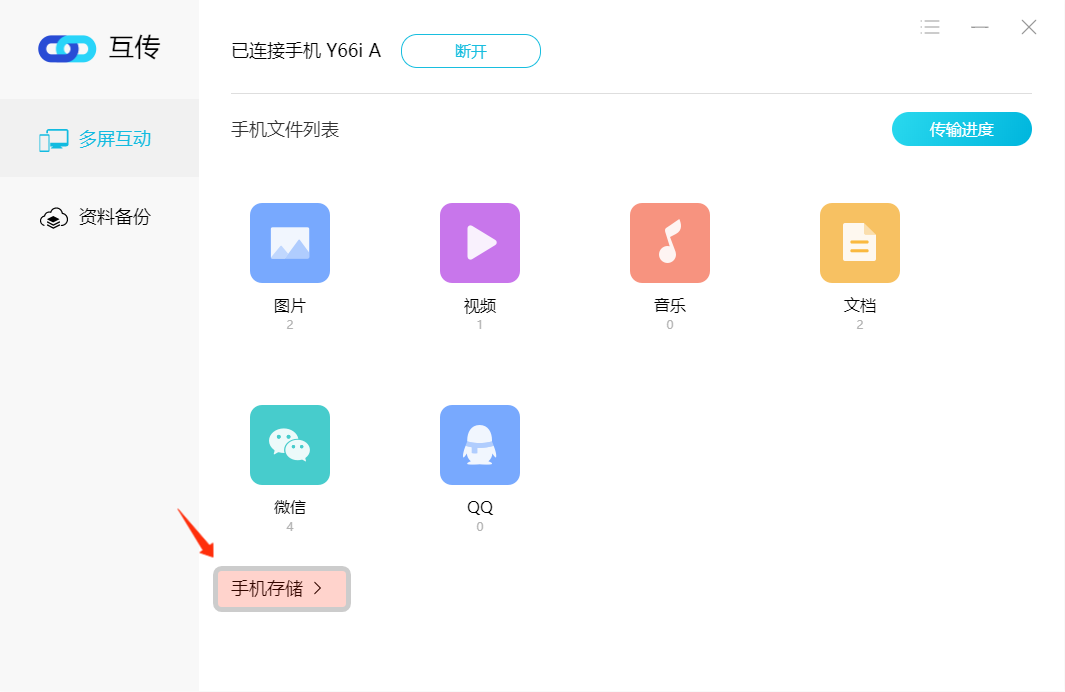 互传
已连接手机 Y66i A
断开
多屏互动
手机文件列表
传输进度
资料备份
图片
2
视频
1
音乐
0
文档
2
微信
4
QQ
0
手机存储